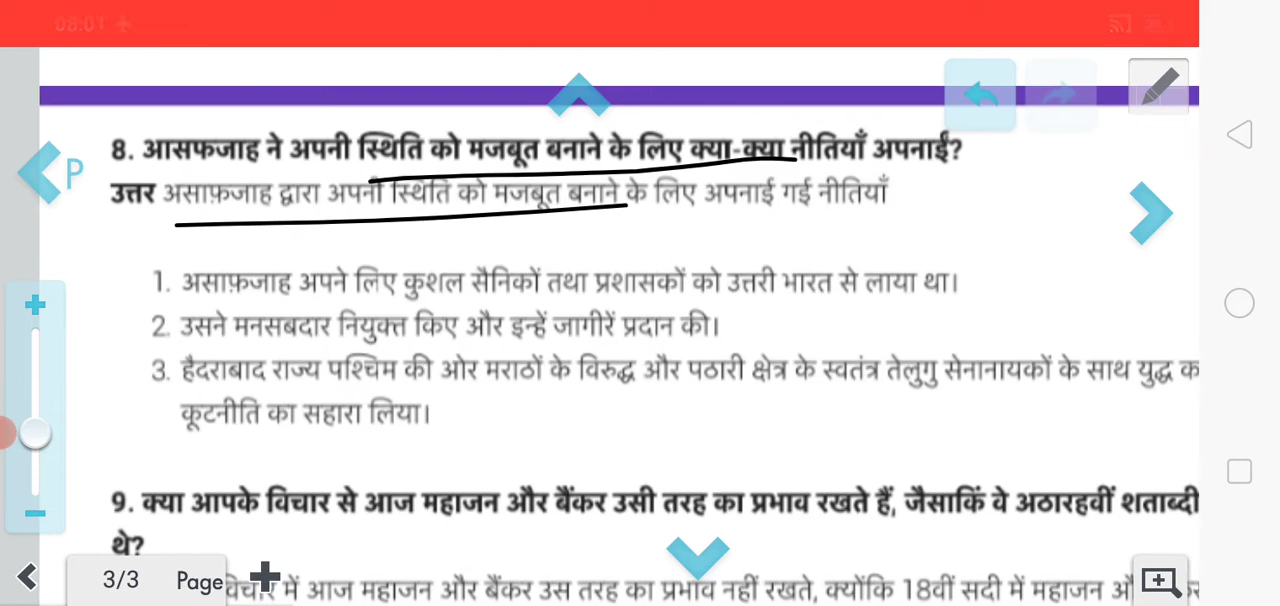 08:01
8. आसफजाह ने अपनी स्थिति को मजबूत बनाने के लिए क्या-क्या नीतियाँ अपनाईं?
P
उत्तर असाफ़जाह द्वारा अपनी स्थिति को मजबूत बनाने के लिए अपनाई गई नीतियाँ
1. असाफ़जाह अपने लिए कुशल सैनिकों तथा प्रशासकों को उत्तरी भारत से लाया था।
2. उसने मनसबदार नियुक्त किए और इन्हें जागीरें प्रदान की।
3. हैदराबाद राज्य पश्चिम की ओर मराठों के विरुद्ध और पठारी क्षेत्र के स्वतंत्र तेलुगु सेनानायकों के साथ युद्ध क
कूटनीति का सहारा लिया।
9. क्या आपके विचार से आज महाजन और बैंकर उसी तरह का प्रभाव रखते हैं, जैसाकिं वे अठारहवीं शताब्दी
थे?
3/3 Page
में आज महाजन और बैंकर उस तरह का प्रभाव नहीं रखते, क्योंकि 18वीं सदी में महाजन